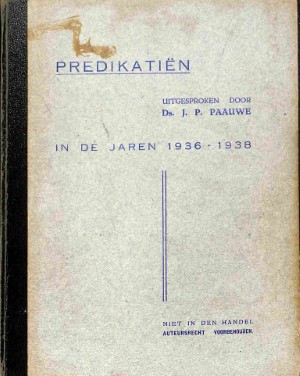 PREDIKATIËN
UITGESPROKEN DOOR
Ds. J. P. PAAUWE
IN DE JAREN 1936 - 1938
NIET IN DEN HANDEL
AUTEURSRECHT VOORBEHOUDEN